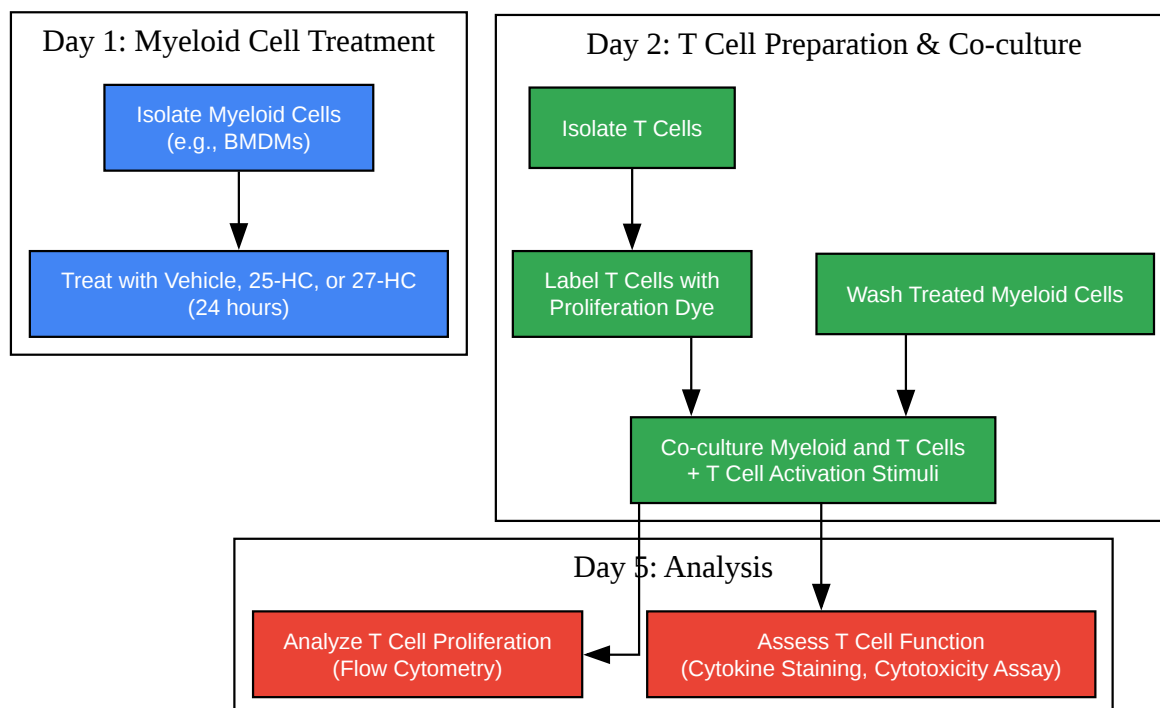 Day 1: Myeloid Cell Treatment
Isolate Myeloid Cells
(e.g., BMDMs)
Treat with Vehicle, 25-HC, or 27-HC
(24 hours)
Day 2: T Cell Preparation & Co-culture
Isolate T Cells
Label T Cells with
Proliferation Dye
Wash Treated Myeloid Cells
Co-culture Myeloid and T Cells
+ T Cell Activation Stimuli
Day 5: Analysis
Analyze T Cell Proliferation
(Flow Cytometry)
Assess T Cell Function
(Cytokine Staining, Cytotoxicity Assay)